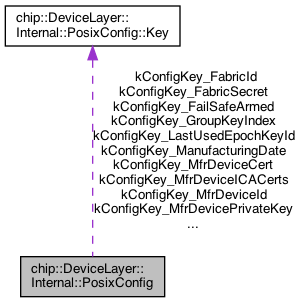 chip::DeviceLayer::
Internal::PosixConfig::Key
kConfigKey_FabricId
kConfigKey_FabricSecret
kConfigKey_FailSafeArmed
kConfigKey_GroupKeyIndex
kConfigKey_LastUsedEpochKeyId
kConfigKey_ManufacturingDate
kConfigKey_MfrDeviceCert
kConfigKey_MfrDeviceICACerts
kConfigKey_MfrDeviceId
kConfigKey_MfrDevicePrivateKey
...
chip::DeviceLayer::
Internal::PosixConfig